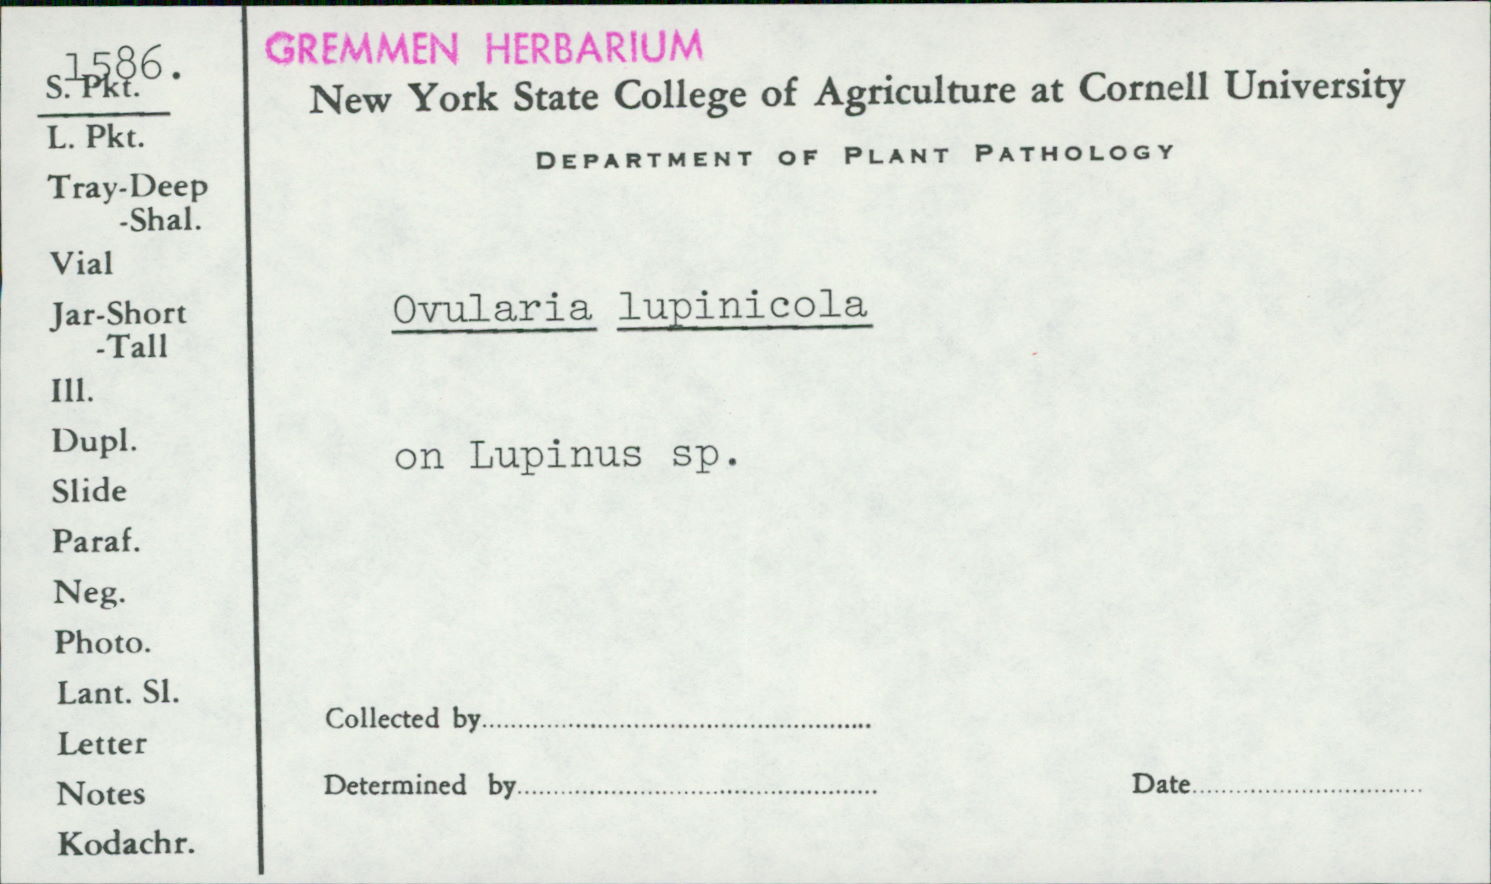 1586.
S. Pkt.
L. Pkt.
Tray-Deep
-Shal.
Vial
Jar-Short
-Tall
Ill.
Dupl.
Slide
Paraf.
Neg.
Photo.
Lant. Sl.
Letter
Notes
Kodachr.
GREMMEN HERBARIUM
New York State College of Agriculture at Cornell University
DEPARTMENT OF PLANT PATHOLOGY
Ovularia lupinicola
on Lupinus sp.
Collected by
Determined by
Date